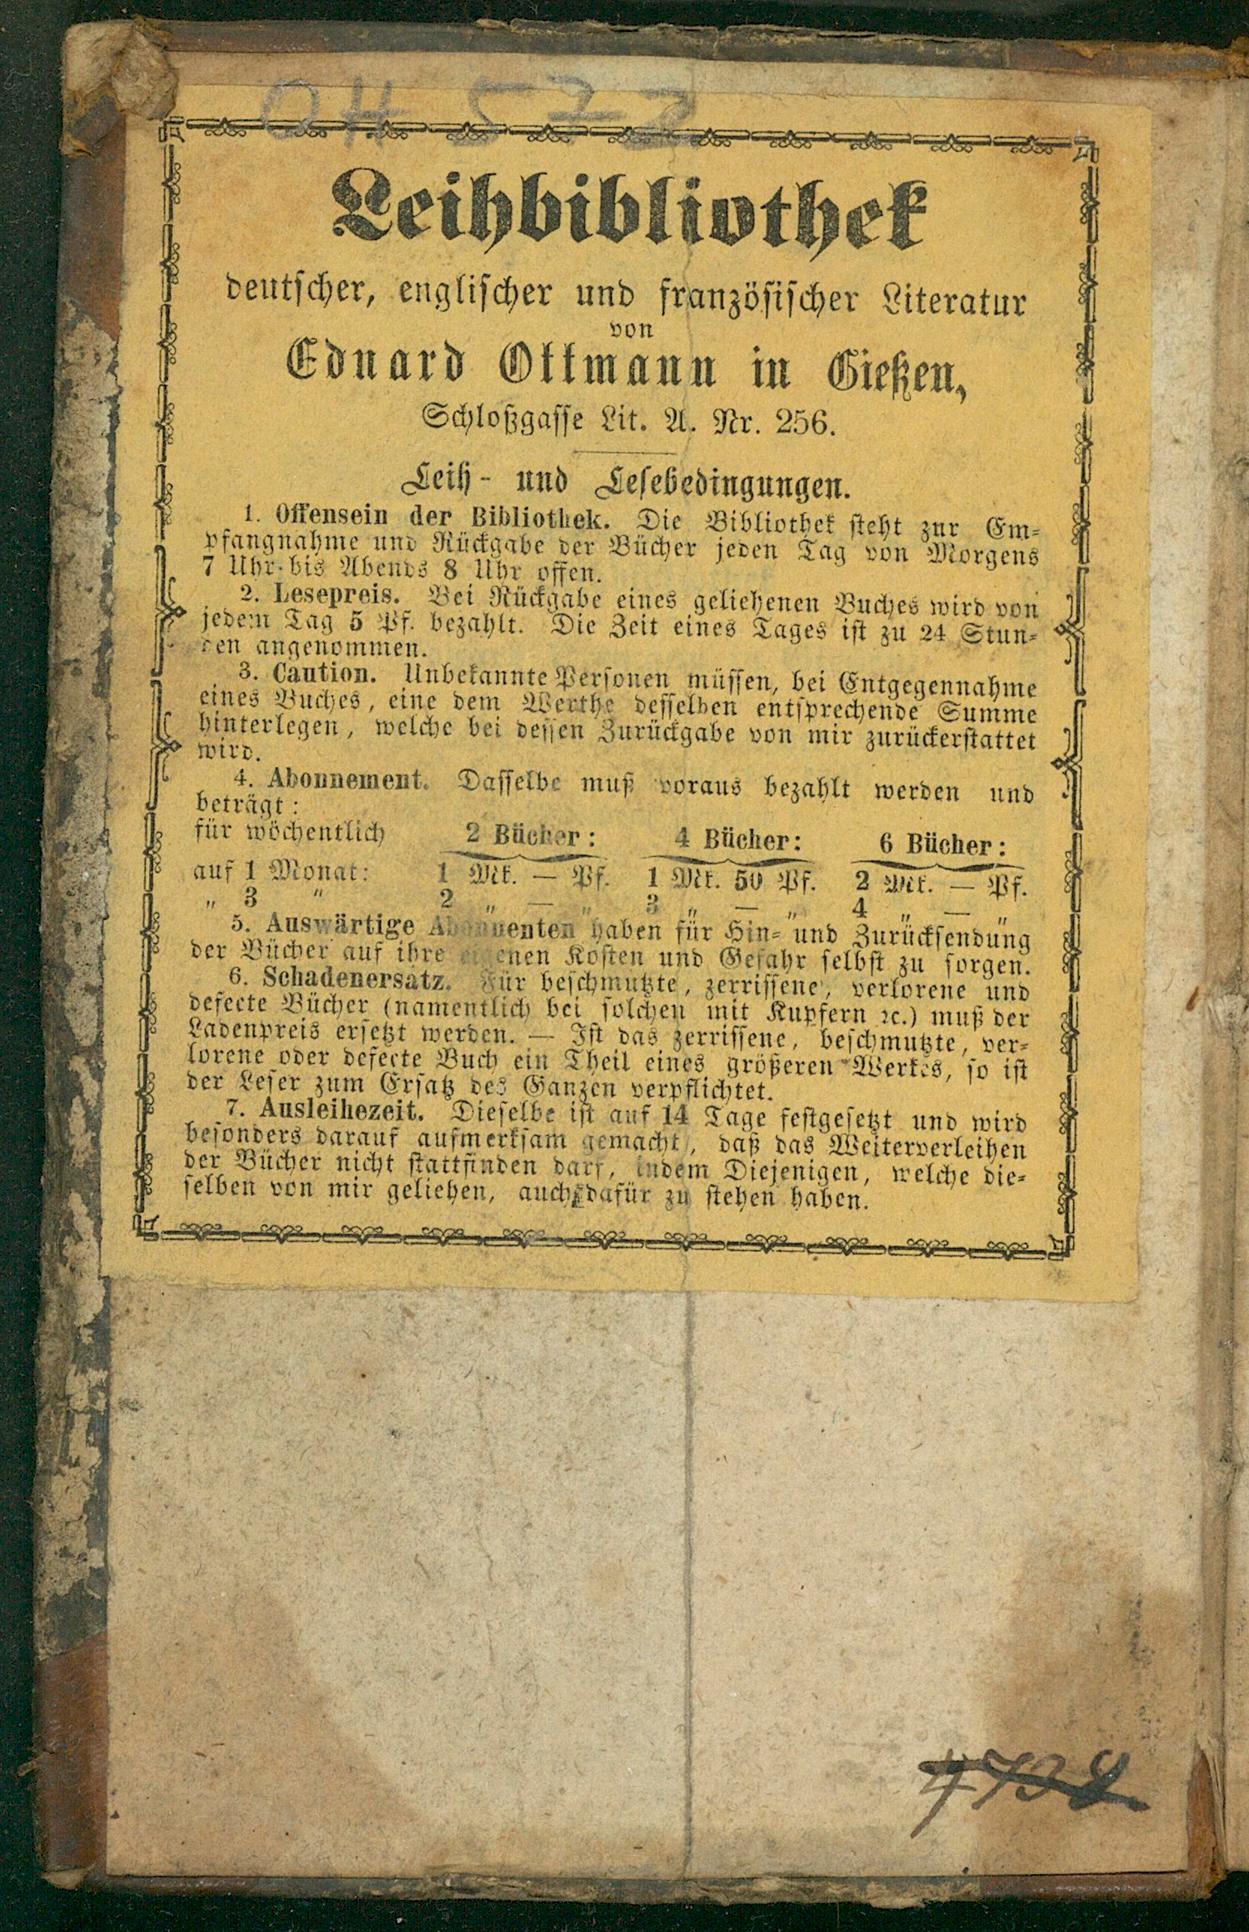 OH 572
Leihbibliothek
deutscher, englischer und französischer Literatur
von
Eduard Ottmann in Gießen,
Schloßgasse Lit. A. Nr. 256.
Leih- und Lesebedingungen.
1. Offensein der Bibliothek. Die Bibliothek steht zur Em-
pfangnahme und Rückgabe der Bücher jeden Tag von Morgens
7 Uhr bis Abends 8 Uhr offen.
2. Lesepreis. Bei Rückgabe eines geliehenen Buches wird von
jedem Tag 5 Pf. bezahlt. Die Zeit eines Tages ist zu 24 Stun-
den angenommen.
3. Caution. Unbekannte Personen müssen, bei Entgegennahme
eines Buches, eine dem Werthe desselben entsprechende Summe
hinterlegen, welche bei dessen Zurückgabe von mir zurückerstattet
wird.
4. Abonnement. Dasselbe muß voraus bezahlt werden und
beträgt:
für wöchentlich 2 Bücher: 4 Bücher: 6 Bücher:
auf 1 Monat: 1 Mk. — Pf. 1 Mk. 50 Pf. 2 Mk. — Pf.
„ 3 „ 2 „ — „ 3 „ — „ 4 „ — „
5. Auswärtige Abonnenten haben für Hin- und Zurücksendung
der Bücher auf ihre eigenen Kosten und Gefahr selbst zu sorgen.
6. Schadenersatz. Für beschmutzte, zerrissene, verlorene und
defecte Bücher (namentlich bei solchen mit Kupfern ꝛc.) muß der
Ladenpreis ersetzt werden. — Ist das zerrissene, beschmutzte, ver-
lorene oder defecte Buch ein Theil eines größeren Werkes, so ist
der Leser zum Ersatz des Ganzen verpflichtet.
7. Ausleihezeit. Dieselbe ist auf 14 Tage festgesetzt und wird
besonders darauf aufmerksam gemacht, daß das Weiterverleihen
der Bücher nicht stattfinden darf, indem Diejenigen, welche die-
selben von mir geliehen, auch dafür zu stehen haben.